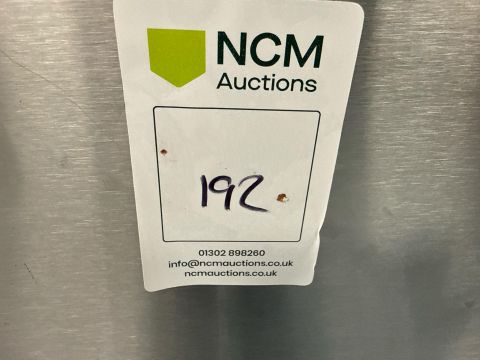 NCM
Auctions
192
01302 898260
info@ncmauctions.co.uk
ncmauctions.co.uk